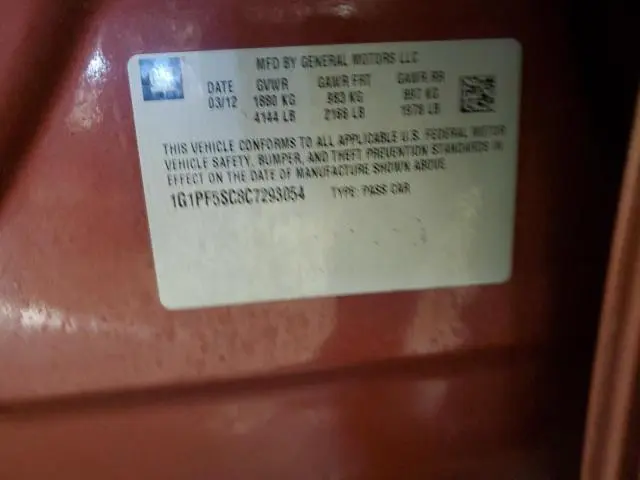 MFD BY GENERAL MOTORS LLC
DATE GVWR GAWR FRT GAWR RR
03/12 1880 KG 983 KG 897 KG
4144 LB 2168 LB 1978 LB
THIS VEHICLE CONFORMS TO ALL APPLICABLE U.S. FEDERAL MOTOR
VEHICLE SAFETY, BUMPER, AND THEFT PREVENTION STANDARDS IN
EFFECT ON THE DATE OF MANUFACTURE SHOWN ABOVE
1G1PF5SC8C7293054 TYPE: PASS CAR